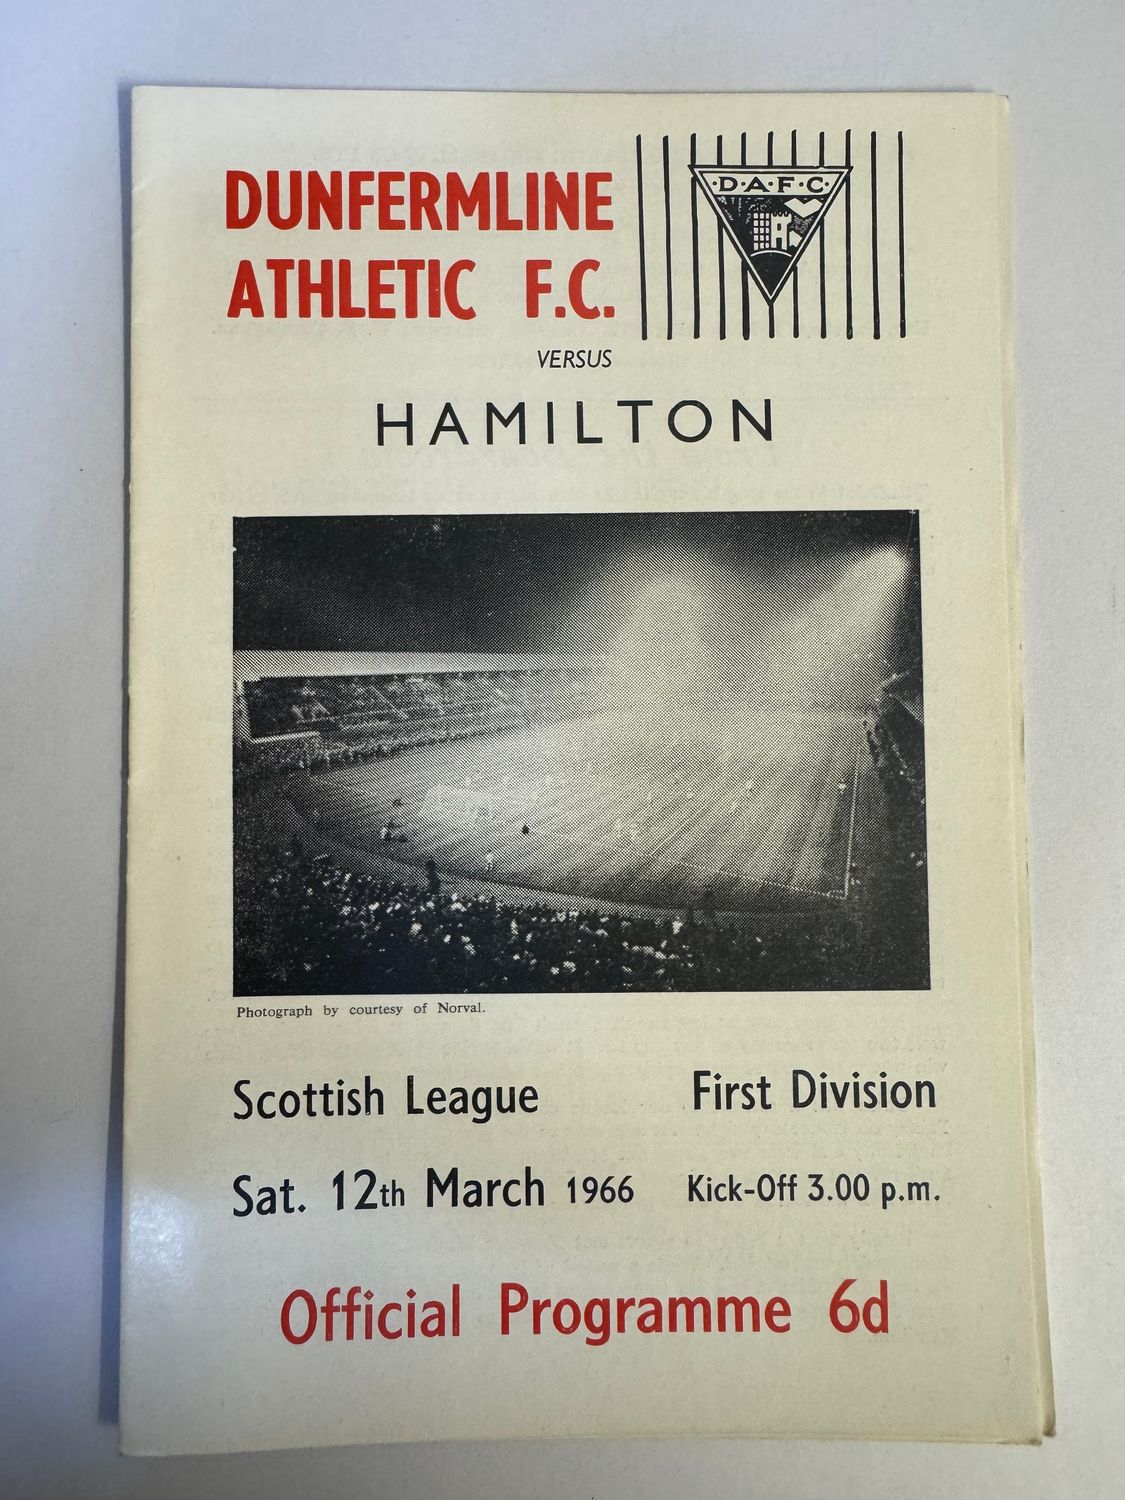 DUNFERMLINE
ATHLETIC F.C.
·D·A·F·C·
VERSUS
HAMILTON
Photograph by courtesy of Norval.
Scottish League First Division
Sat. 12th March 1966 Kick-Off 3.00 p.m.
Official Programme 6d